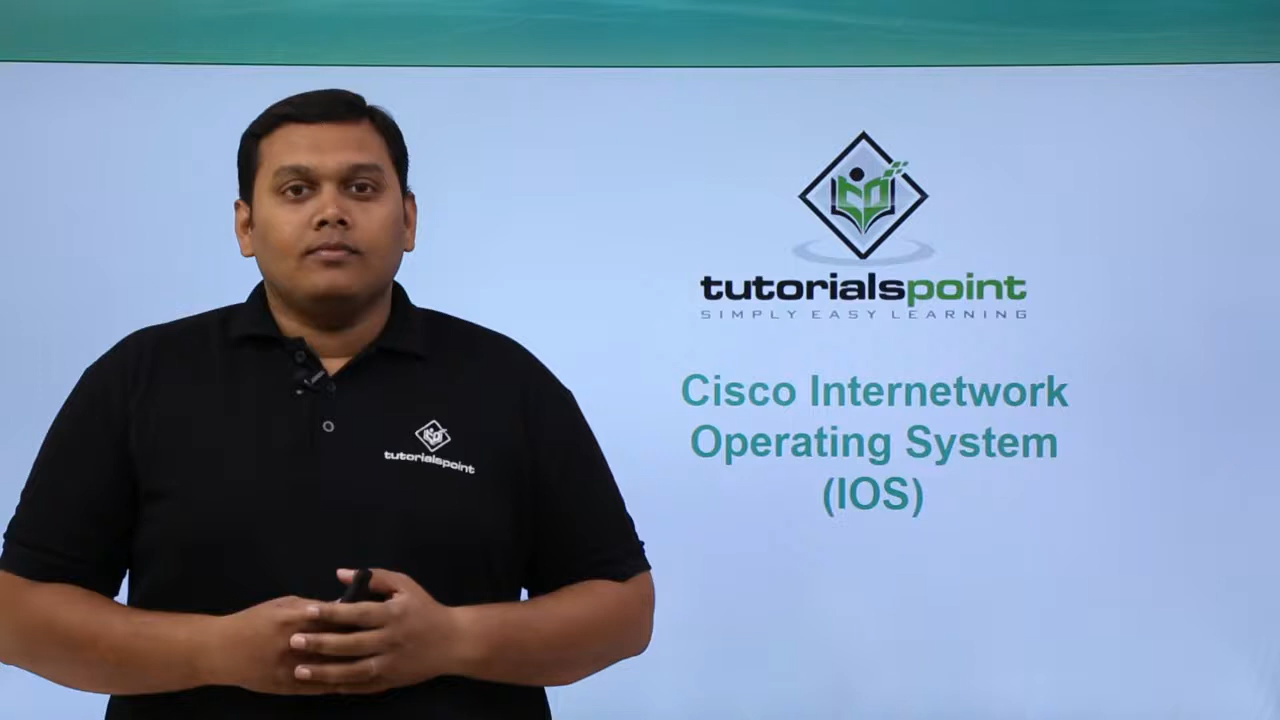 tutorialspoint
SIMPLY EASY LEARNING
Cisco Internetwork
Operating System
(IOS)
tutorialspoint